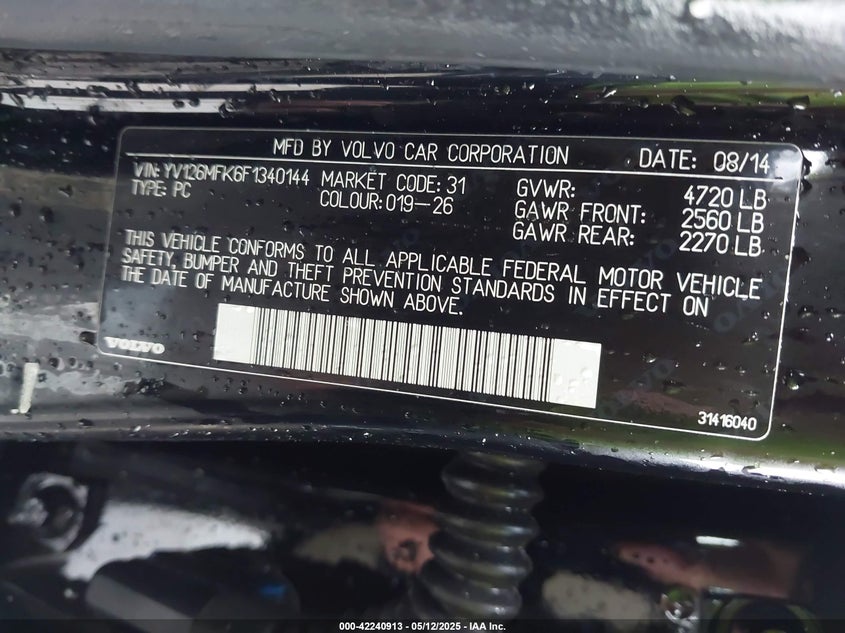 MFD BY VOLVO CAR CORPORATION DATE: 08/14
VIN: YV126MFK6F1340144 MARKET CODE: 31 GVWR: 4720 LB
TYPE: PC COLOUR: 019-26 GAWR FRONT: 2560 LB
GAWR REAR: 2270 LB
THIS VEHICLE CONFORMS TO ALL APPLICABLE FEDERAL MOTOR VEHICLE
SAFETY, BUMPER AND THEFT PREVENTION STANDARDS IN EFFECT ON
THE DATE OF MANUFACTURE SHOWN ABOVE.
VOLVO
31416040
000-42240913 - 05/12/2025 - IAA Inc.